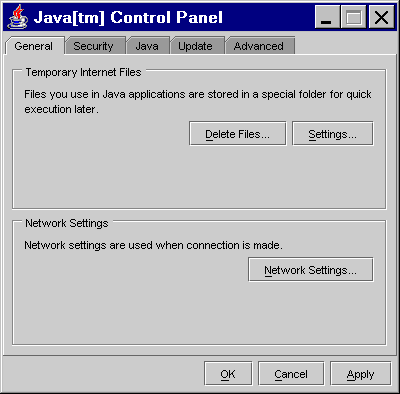 Java[tm] Control Panel
General Security Java Update Advanced
Temporary Internet Files
Files you use in Java applications are stored in a special folder for quick
execution later.
Delete Files... Settings...
Network Settings
Network settings are used when connection is made.
Network Settings...
OK Cancel Apply